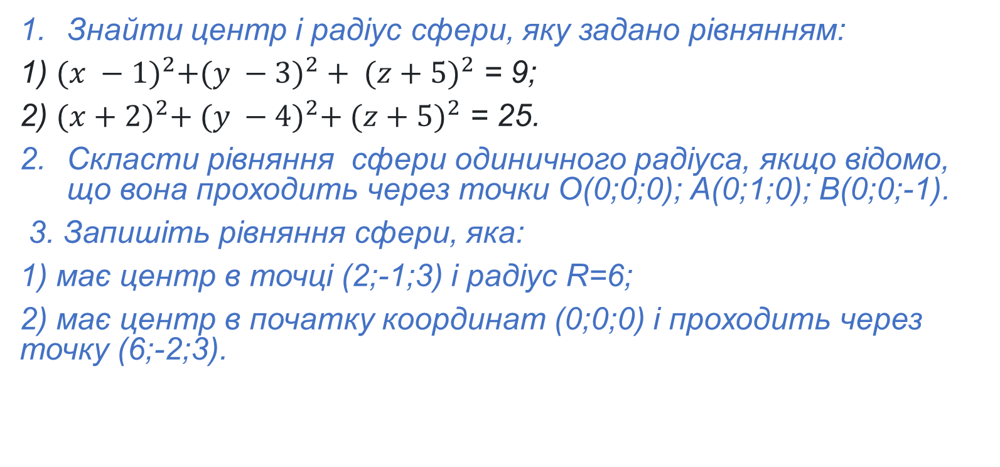 1. Знайти центр і радіус сфери, яку задано рівнянням:
1) (x − 1)²+(y − 3)² + (z + 5)² = 9;
2) (x + 2)²+ (y − 4)²+ (z + 5)² = 25.
2. Скласти рівняння сфери одиничного радіуса, якщо відомо,
що вона проходить через точки О(0;0;0); А(0;1;0); В(0;0;-1).
3. Запишіть рівняння сфери, яка:
1) має центр в точці (2;-1;3) і радіус R=6;
2) має центр в початку координат (0;0;0) і проходить через
точку (6;-2;3).